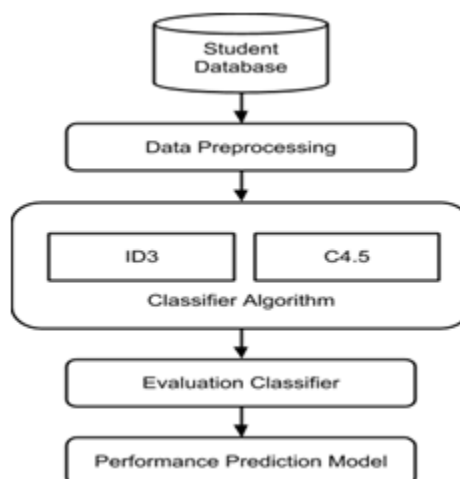 Student
Database
Data Preprocessing
ID3
C4.5
Classifier Algorithm
Evaluation Classifier
Performance Prediction Model